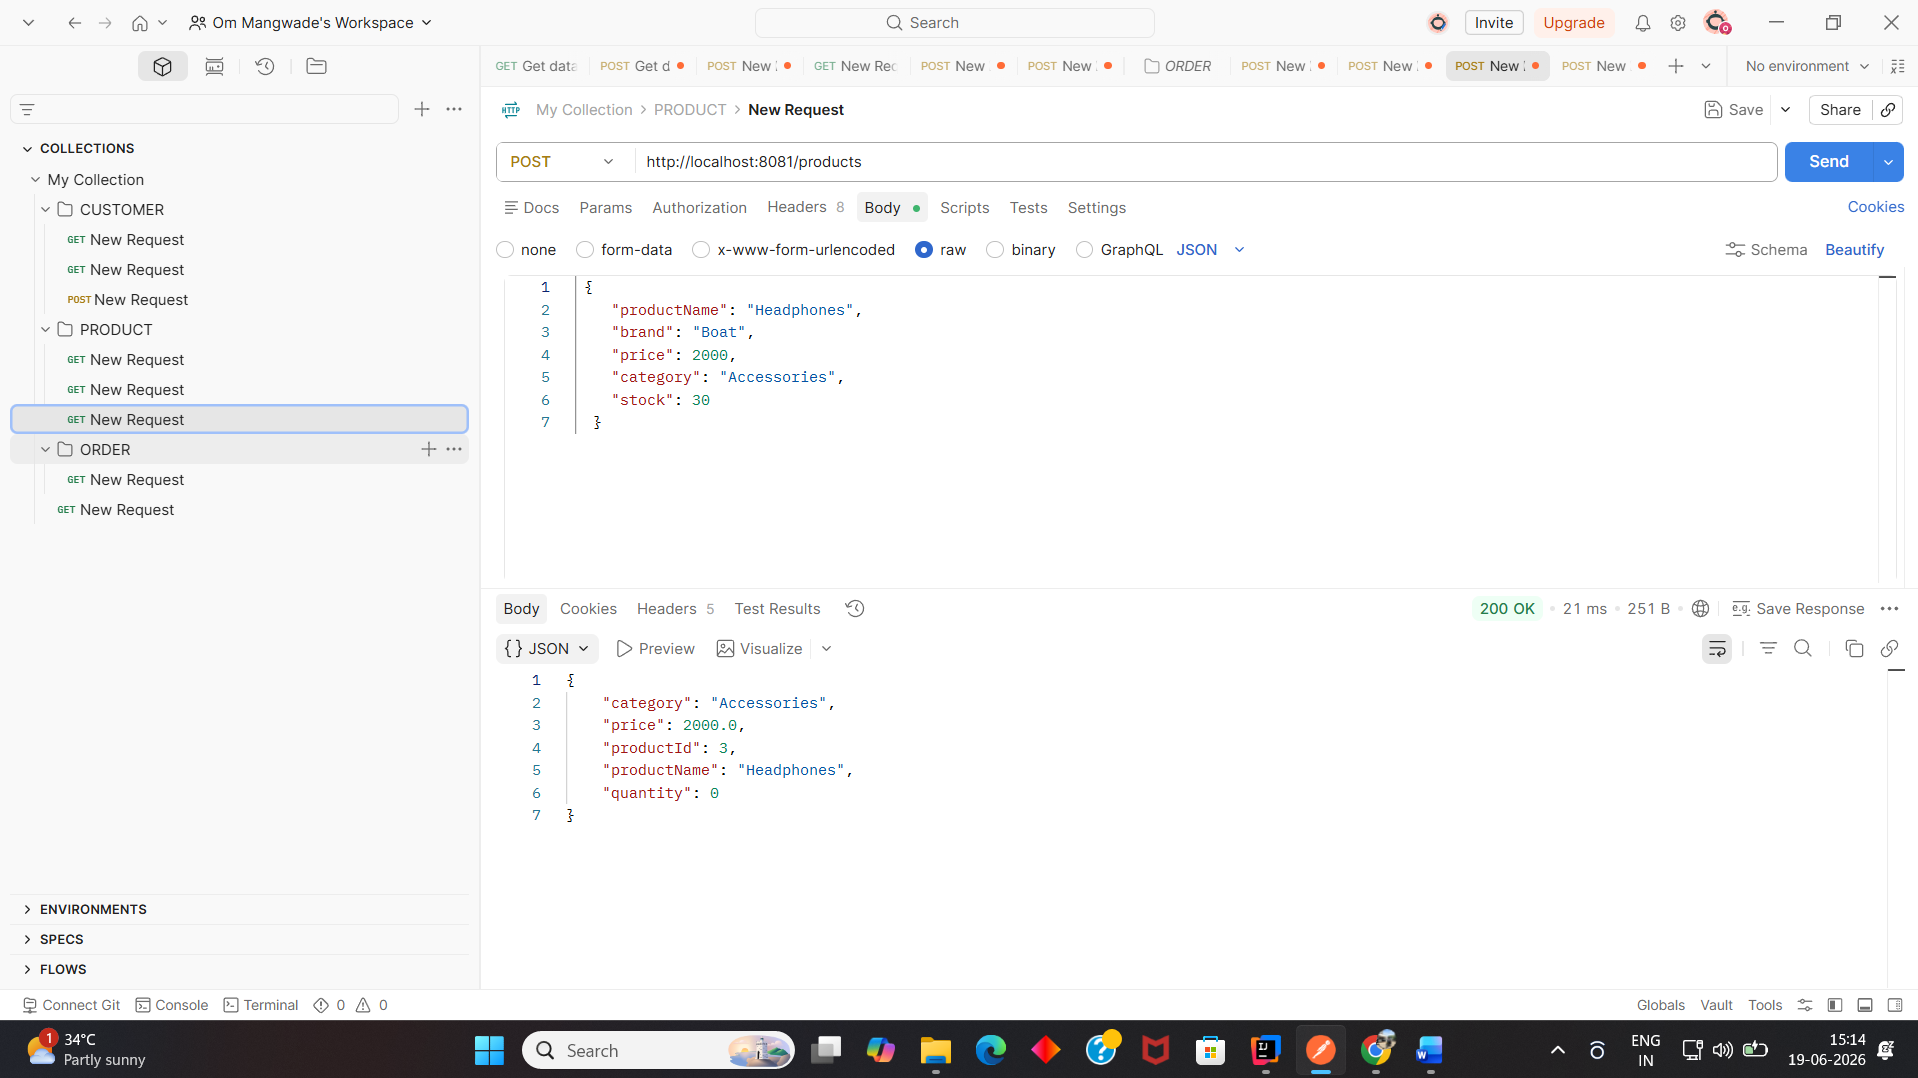 Om Mangwade's Workspace
Search
Invite
Upgrade
GET Get data
POST Get d
POST New
GET New Rec
POST New
POST New
ORDER
POST New
POST New
POST New
POST New
No environment
My Collection > PRODUCT > New Request
Save
Share
COLLECTIONS
My Collection
CUSTOMER
GET New Request
GET New Request
POST New Request
PRODUCT
GET New Request
GET New Request
GET New Request
ORDER
GET New Request
GET New Request
ENVIRONMENTS
SPECS
FLOWS
POST
http://localhost:8081/products
Send
Docs
Params
Authorization
Headers 8
Body
Scripts
Tests
Settings
Cookies
none
form-data
x-www-form-urlencoded
raw
binary
GraphQL
JSON
Schema
Beautify
1 {
2 "productName": "Headphones",
3 "brand": "Boat",
4 "price": 2000,
5 "category": "Accessories",
6 "stock": 30
7 }
Body
Cookies
Headers 5
Test Results
200 OK • 21 ms • 251 B
e.g. Save Response
{} JSON
Preview
Visualize
1 {
2 "category": "Accessories",
3 "price": 2000.0,
4 "productId": 3,
5 "productName": "Headphones",
6 "quantity": 0
7 }
Connect Git
Console
Terminal
0
0
Globals
Vault
Tools
1
34°C
Partly sunny
Search
ENG
IN
15:14
19-06-2026